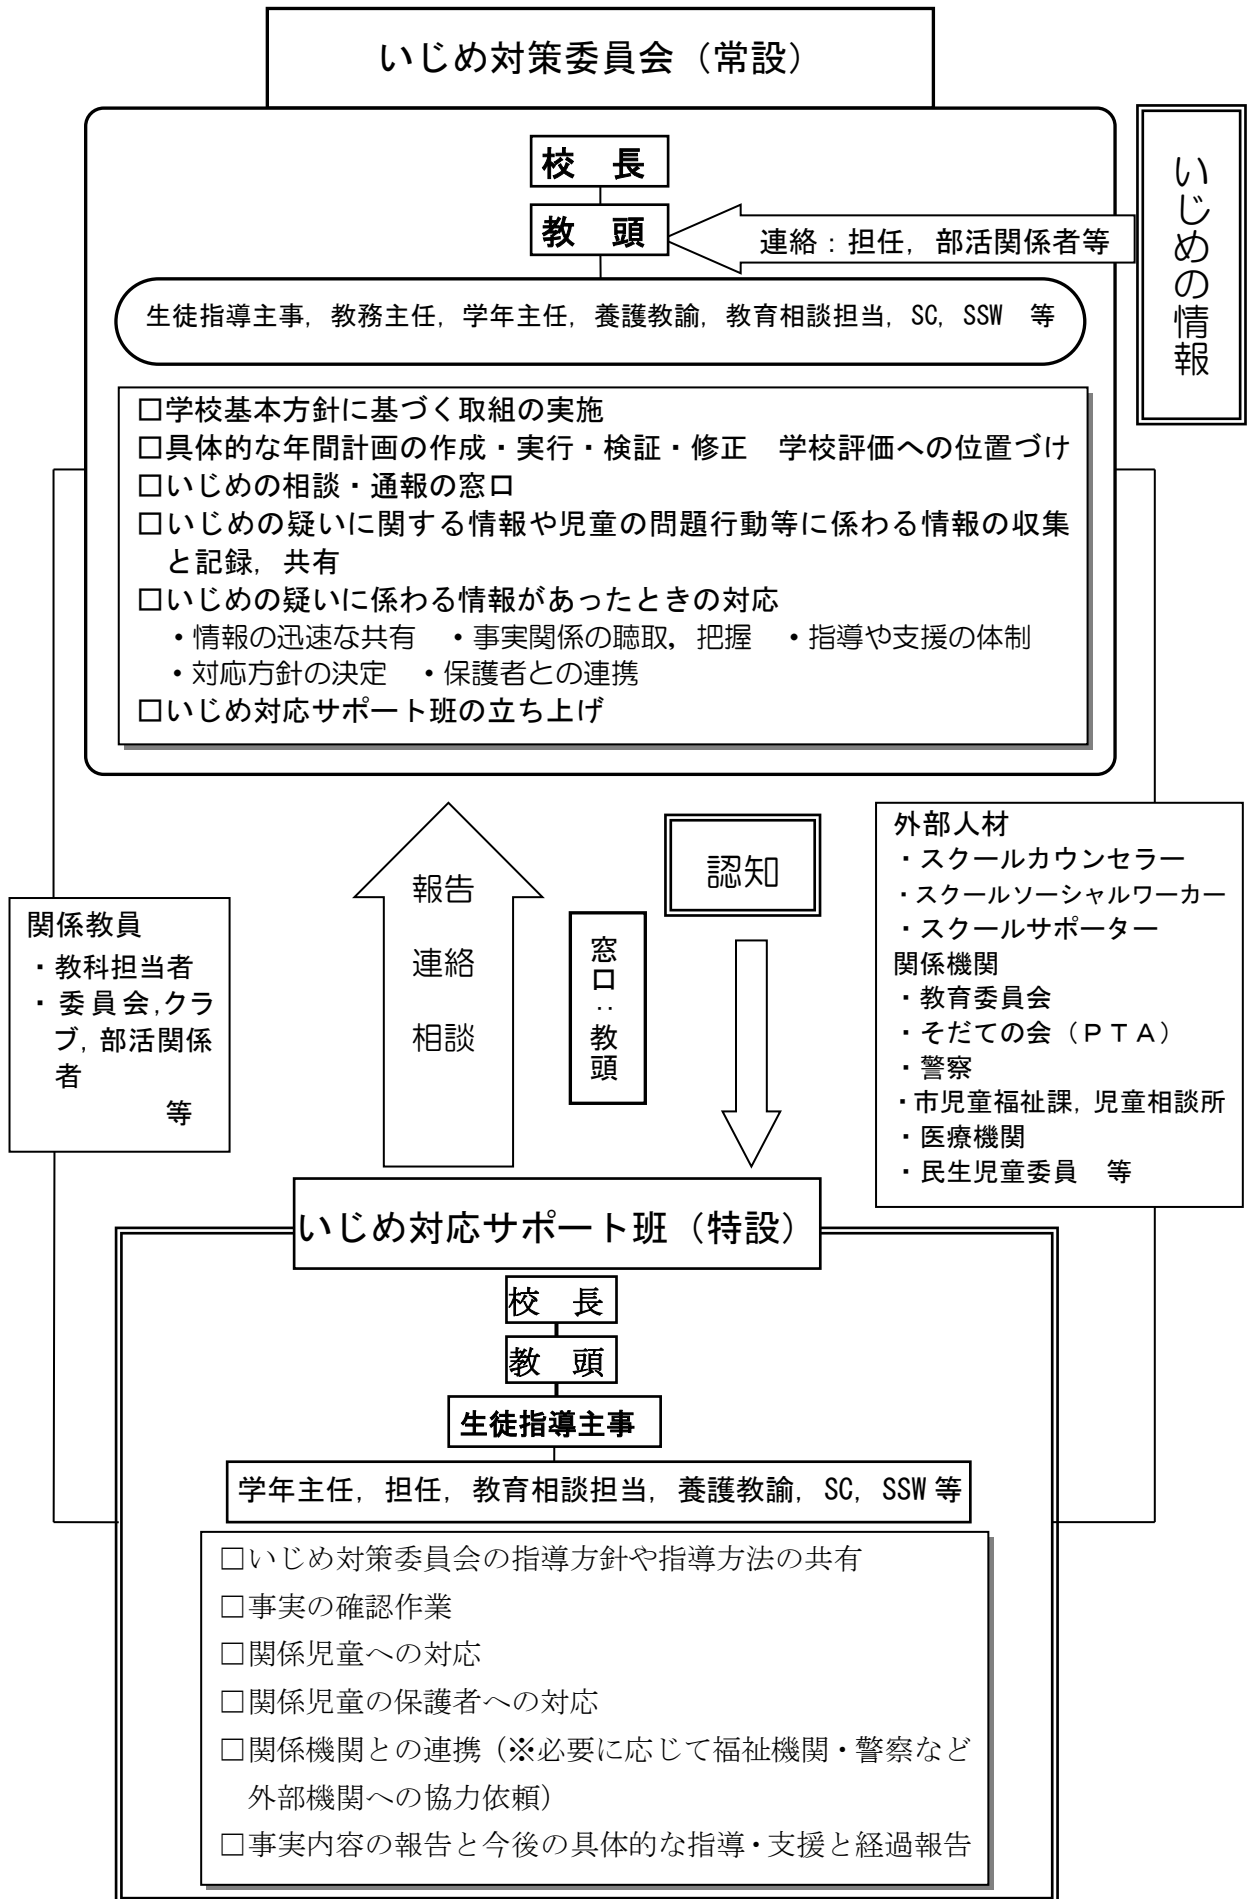 いじめ対策委員会（常設）
校　長
教　頭
連絡：担任，部活関係者等
いじめの情報
生徒指導主事，教務主任，学年主任，養護教諭，教育相談担当，SC，SSW　等
□学校基本方針に基づく取組の実施
□具体的な年間計画の作成・実行・検証・修正　学校評価への位置づけ
□いじめの相談・通報の窓口
□いじめの疑いに関する情報や児童の問題行動等に係わる情報の収集
と記録，共有
□いじめの疑いに係わる情報があったときの対応
・情報の迅速な共有　・事実関係の聴取，把握　・指導や支援の体制
・対応方針の決定　・保護者との連携
□いじめ対応サポート班の立ち上げ
関係教員
・教科担当者
・委員会,クラ
ブ，部活関係
者
等
報告
連絡
相談
窓口：教頭
認知
外部人材
・スクールカウンセラー
・スクールソーシャルワーカー
・スクールサポーター
関係機関
・教育委員会
・そだての会（ＰＴＡ）
・警察
・市児童福祉課，児童相談所
・医療機関
・民生児童委員　等
いじめ対応サポート班（特設）
校　長
教　頭
生徒指導主事
学年主任，担任，教育相談担当，養護教諭，SC，SSW 等
□いじめ対策委員会の指導方針や指導方法の共有
□事実の確認作業
□関係児童への対応
□関係児童の保護者への対応
□関係機関との連携（※必要に応じて福祉機関・警察など
外部機関への協力依頼）
□事実内容の報告と今後の具体的な指導・支援と経過報告